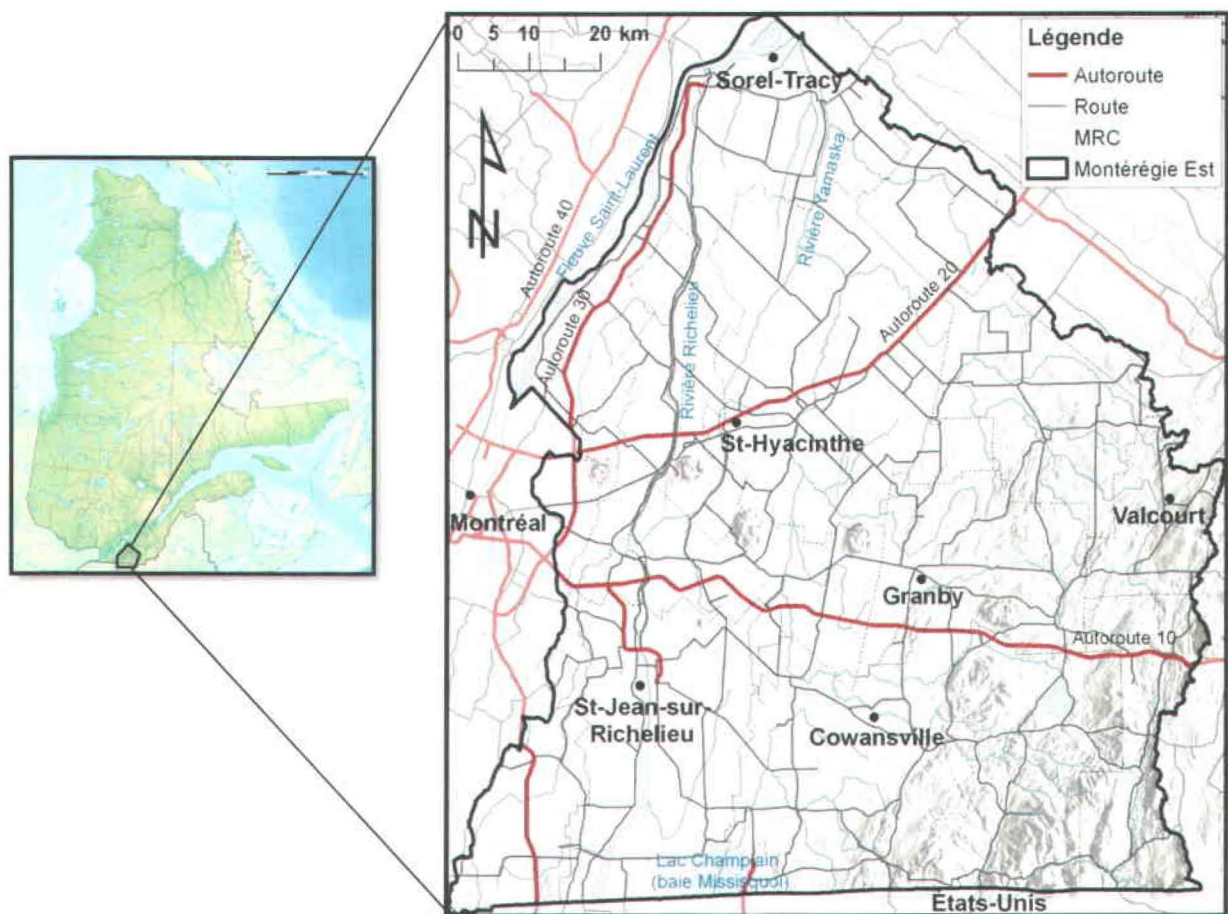 0 5 10 20 km
Légende
Autoroute
Route
MRC
Montérégie Est
Sorel-Tracy
Fleuve Saint-Laurent
Autoroute 40
Rivière Yamaska
Autoroute 30
Rivière Richelieu
Autoroute 20
N
St-Hyacinthe
Montréal
Valcourt
Granby
Autoroute 10
St-Jean-sur-
Richelieu
Cowansville
Lac Champlain
(baie Missisquoi)
États-Unis